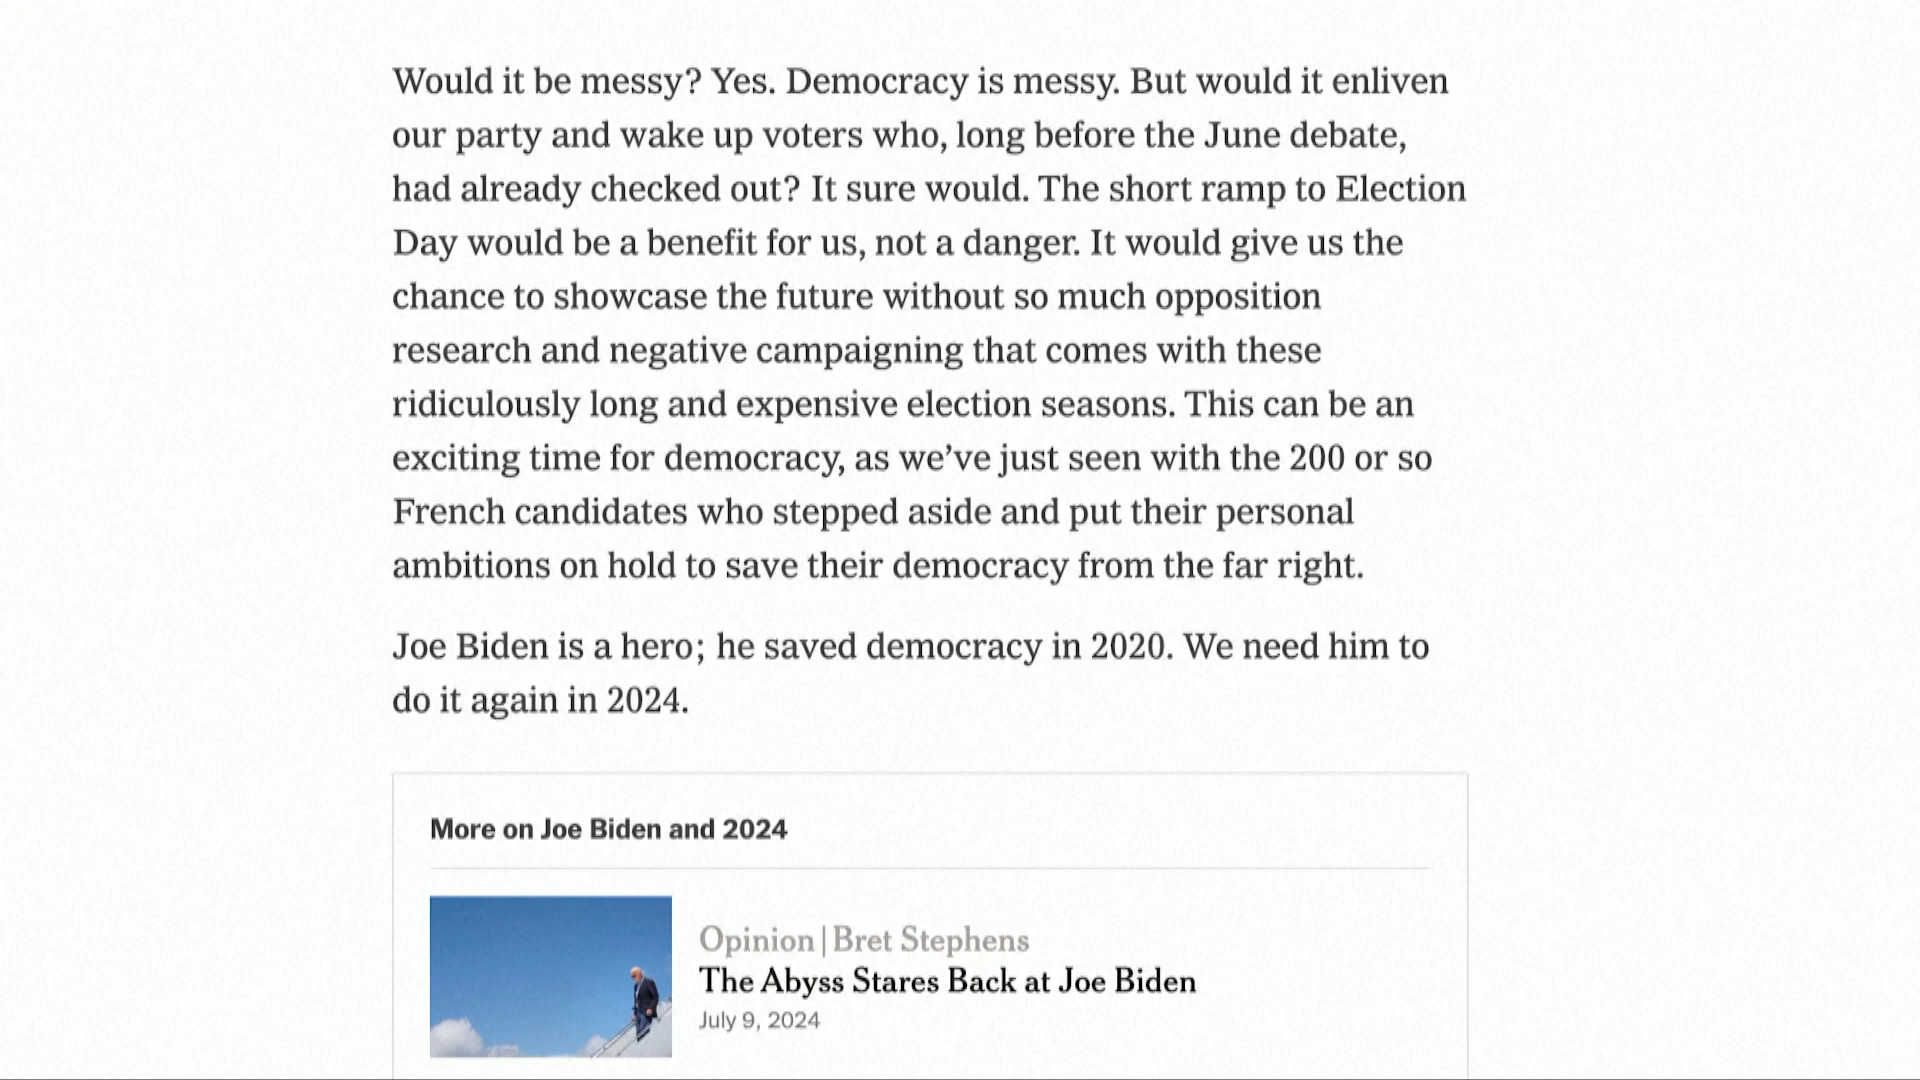 Would it be messy? Yes. Democracy is messy. But would it enliven
our party and wake up voters who, long before the June debate,
had already checked out? It sure would. The short ramp to Election
Day would be a benefit for us, not a danger. It would give us the
chance to showcase the future without so much opposition
research and negative campaigning that comes with these
ridiculously long and expensive election seasons. This can be an
exciting time for democracy, as we’ve just seen with the 200 or so
French candidates who stepped aside and put their personal
ambitions on hold to save their democracy from the far right.
Joe Biden is a hero; he saved democracy in 2020. We need him to
do it again in 2024.
More on Joe Biden and 2024
Opinion | Bret Stephens
The Abyss Stares Back at Joe Biden
July 9, 2024